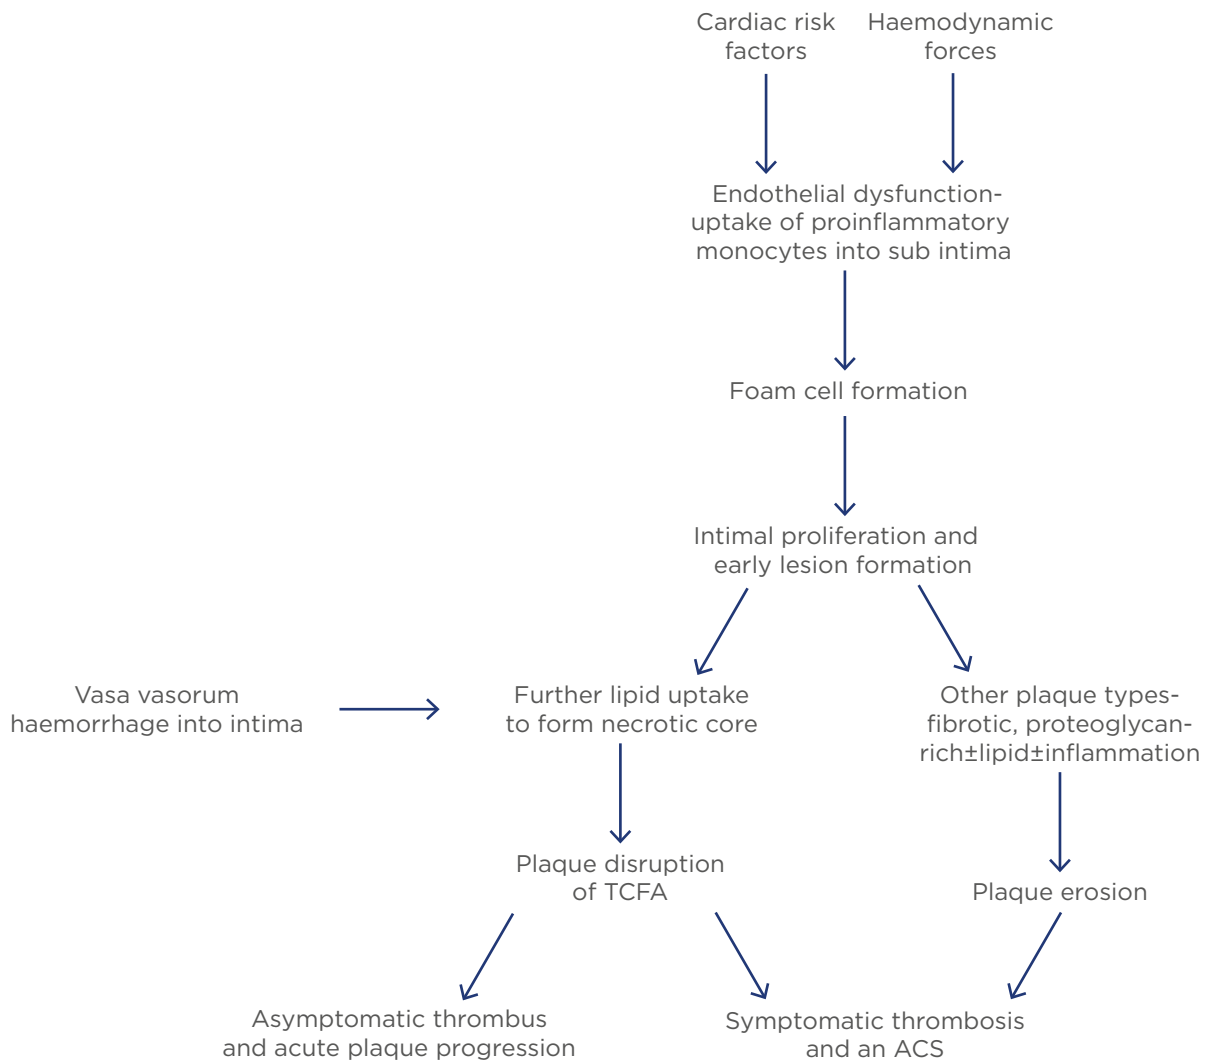 Cardiac risk
factors
Haemodynamic
forces
Endothelial dysfunction-
uptake of proinflammatory
monocytes into sub intima
Foam cell formation
Intimal proliferation and
early lesion formation
Vasa vasorum
haemorrhage into intima
Further lipid uptake
to form necrotic core
Other plaque types-
fibrotic, proteoglycan-
rich±lipid±inflammation
Plaque disruption
of TCFA
Plaque erosion
Asymptomatic thrombus
and acute plaque progression
Symptomatic thrombosis
and an ACS